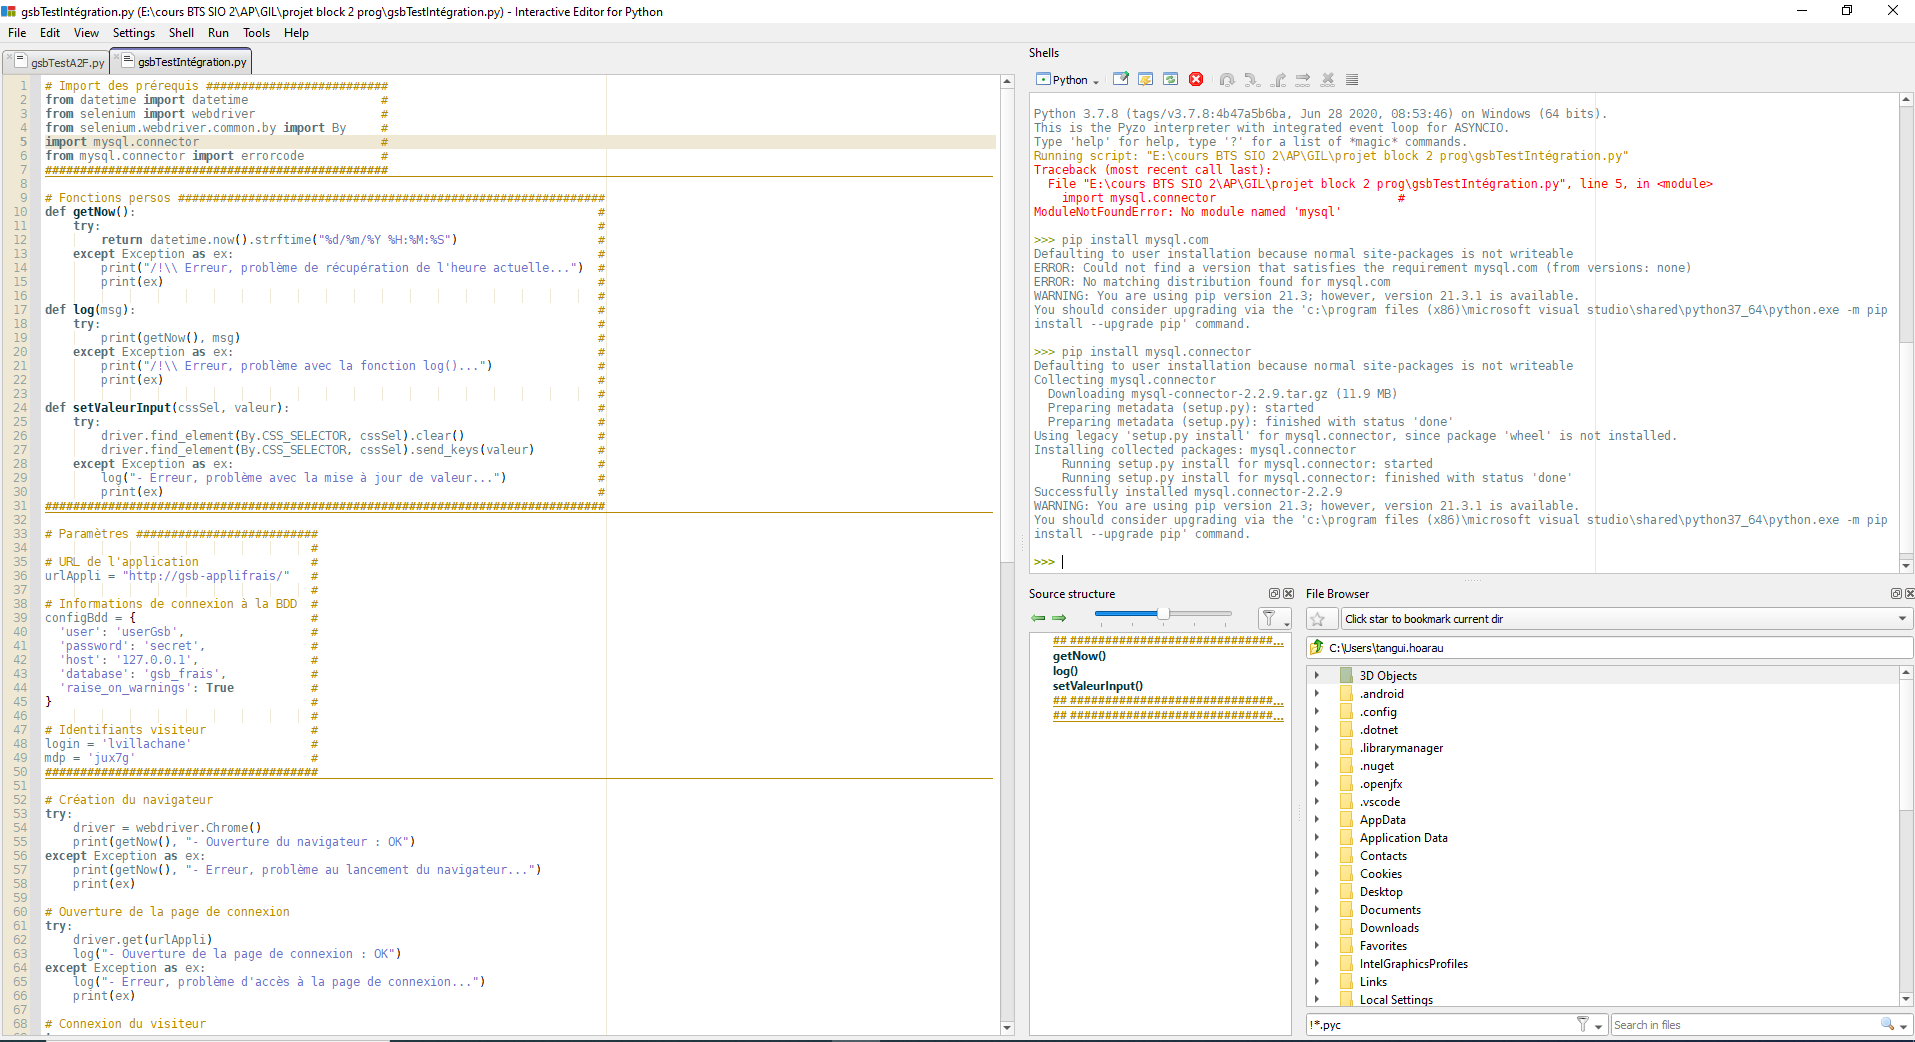 gsbTestIntégration.py (E:\cours BTS SIO 2\AP\GIL\projet block 2 prog\gsbTestIntégration.py) - Interactive Editor for Python
File Edit View Settings Shell Run Tools Help
gsbTestA2F.py gsbTestIntégration.py
1 # Import des prérequis ##########################
2 from datetime import datetime #
3 from selenium import webdriver #
4 from selenium.webdriver.common.by import By #
5 import mysql.connector #
6 from mysql.connector import errorcode #
7 #################################################
8
9 # Fonctions persos #############################################################
10 def getNow(): #
11 try: #
12 return datetime.now().strftime("%d/%m/%Y %H:%M:%S") #
13 except Exception as ex: #
14 print("/!\\ Erreur, problème de récupération de l'heure actuelle...") #
15 print(ex) #
16 #
17 def log(msg): #
18 try: #
19 print(getNow(), msg) #
20 except Exception as ex: #
21 print("/!\\ Erreur, problème avec la fonction log()...") #
22 print(ex) #
23 #
24 def setValeurInput(cssSel, valeur): #
25 try: #
26 driver.find_element(By.CSS_SELECTOR, cssSel).clear() #
27 driver.find_element(By.CSS_SELECTOR, cssSel).send_keys(valeur) #
28 except Exception as ex: #
29 log("- Erreur, problème avec la mise à jour de valeur...") #
30 print(ex) #
31 ################################################################################
32
33 # Paramètres ##########################
34 #
35 # URL de l'application #
36 urlAppli = "http://gsb-applifrais/" #
37 #
38 # Informations de connexion à la BDD #
39 configBdd = { #
40 'user': 'userGsb', #
41 'password': 'secret', #
42 'host': '127.0.0.1', #
43 'database': 'gsb_frais', #
44 'raise_on_warnings': True #
45 } #
46 #
47 # Identifiants visiteur #
48 login = 'lvillachane' #
49 mdp = 'jux7g' #
50 #######################################
51
52 # Création du navigateur
53 try:
54 driver = webdriver.Chrome()
55 print(getNow(), "- Ouverture du navigateur : OK")
56 except Exception as ex:
57 print(getNow(), "- Erreur, problème au lancement du navigateur...")
58 print(ex)
59
60 # Ouverture de la page de connexion
61 try:
62 driver.get(urlAppli)
63 log("- Ouverture de la page de connexion : OK")
64 except Exception as ex:
65 log("- Erreur, problème d'accès à la page de connexion...")
66 print(ex)
67
68 # Connexion du visiteur
Shells
Python
Python 3.7.8 (tags/v3.7.8:4b47a5b6ba, Jun 28 2020, 08:53:46) on Windows (64 bits).
This is the Pyzo interpreter with integrated event loop for ASYNCIO.
Type 'help' for help, type '?' for a list of *magic* commands.
Running script: "E:\cours BTS SIO 2\AP\GIL\projet block 2 prog\gsbTestIntégration.py"
Traceback (most recent call last):
File "E:\cours BTS SIO 2\AP\GIL\projet block 2 prog\gsbTestIntégration.py", line 5, in <module>
import mysql.connector #
ModuleNotFoundError: No module named 'mysql'
>>> pip install mysql.com
Defaulting to user installation because normal site-packages is not writeable
ERROR: Could not find a version that satisfies the requirement mysql.com (from versions: none)
ERROR: No matching distribution found for mysql.com
WARNING: You are using pip version 21.3; however, version 21.3.1 is available.
You should consider upgrading via the 'c:\program files (x86)\microsoft visual studio\shared\python37_64\python.exe -m pip
install --upgrade pip' command.
>>> pip install mysql.connector
Defaulting to user installation because normal site-packages is not writeable
Collecting mysql.connector
Downloading mysql-connector-2.2.9.tar.gz (11.9 MB)
Preparing metadata (setup.py): started
Preparing metadata (setup.py): finished with status 'done'
Using legacy 'setup.py install' for mysql.connector, since package 'wheel' is not installed.
Installing collected packages: mysql.connector
Running setup.py install for mysql.connector: started
Running setup.py install for mysql.connector: finished with status 'done'
Successfully installed mysql.connector-2.2.9
WARNING: You are using pip version 21.3; however, version 21.3.1 is available.
You should consider upgrading via the 'c:\program files (x86)\microsoft visual studio\shared\python37_64\python.exe -m pip
install --upgrade pip' command.
>>>
Source structure
## #############################...
getNow()
log()
setValeurInput()
## #############################...
## #############################...
File Browser
Click star to bookmark current dir
C:\Users\tangui.hoarau
3D Objects
.android
.config
.dotnet
.librarymanager
.nuget
.openjfx
.vscode
AppData
Application Data
Contacts
Cookies
Desktop
Documents
Downloads
Favorites
IntelGraphicsProfiles
Links
Local Settings
!*.pyc
Search in files